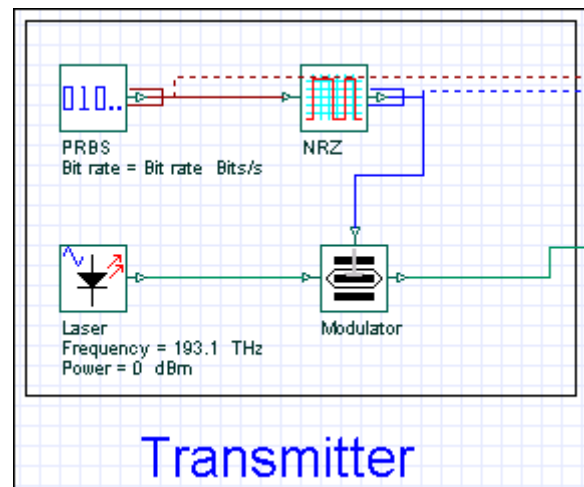 010..
PRBS
Bit rate = Bit rate Bits/s
NRZ
Laser
Frequency = 193.1 THz
Power = 0 dBm
Modulator
Transmitter